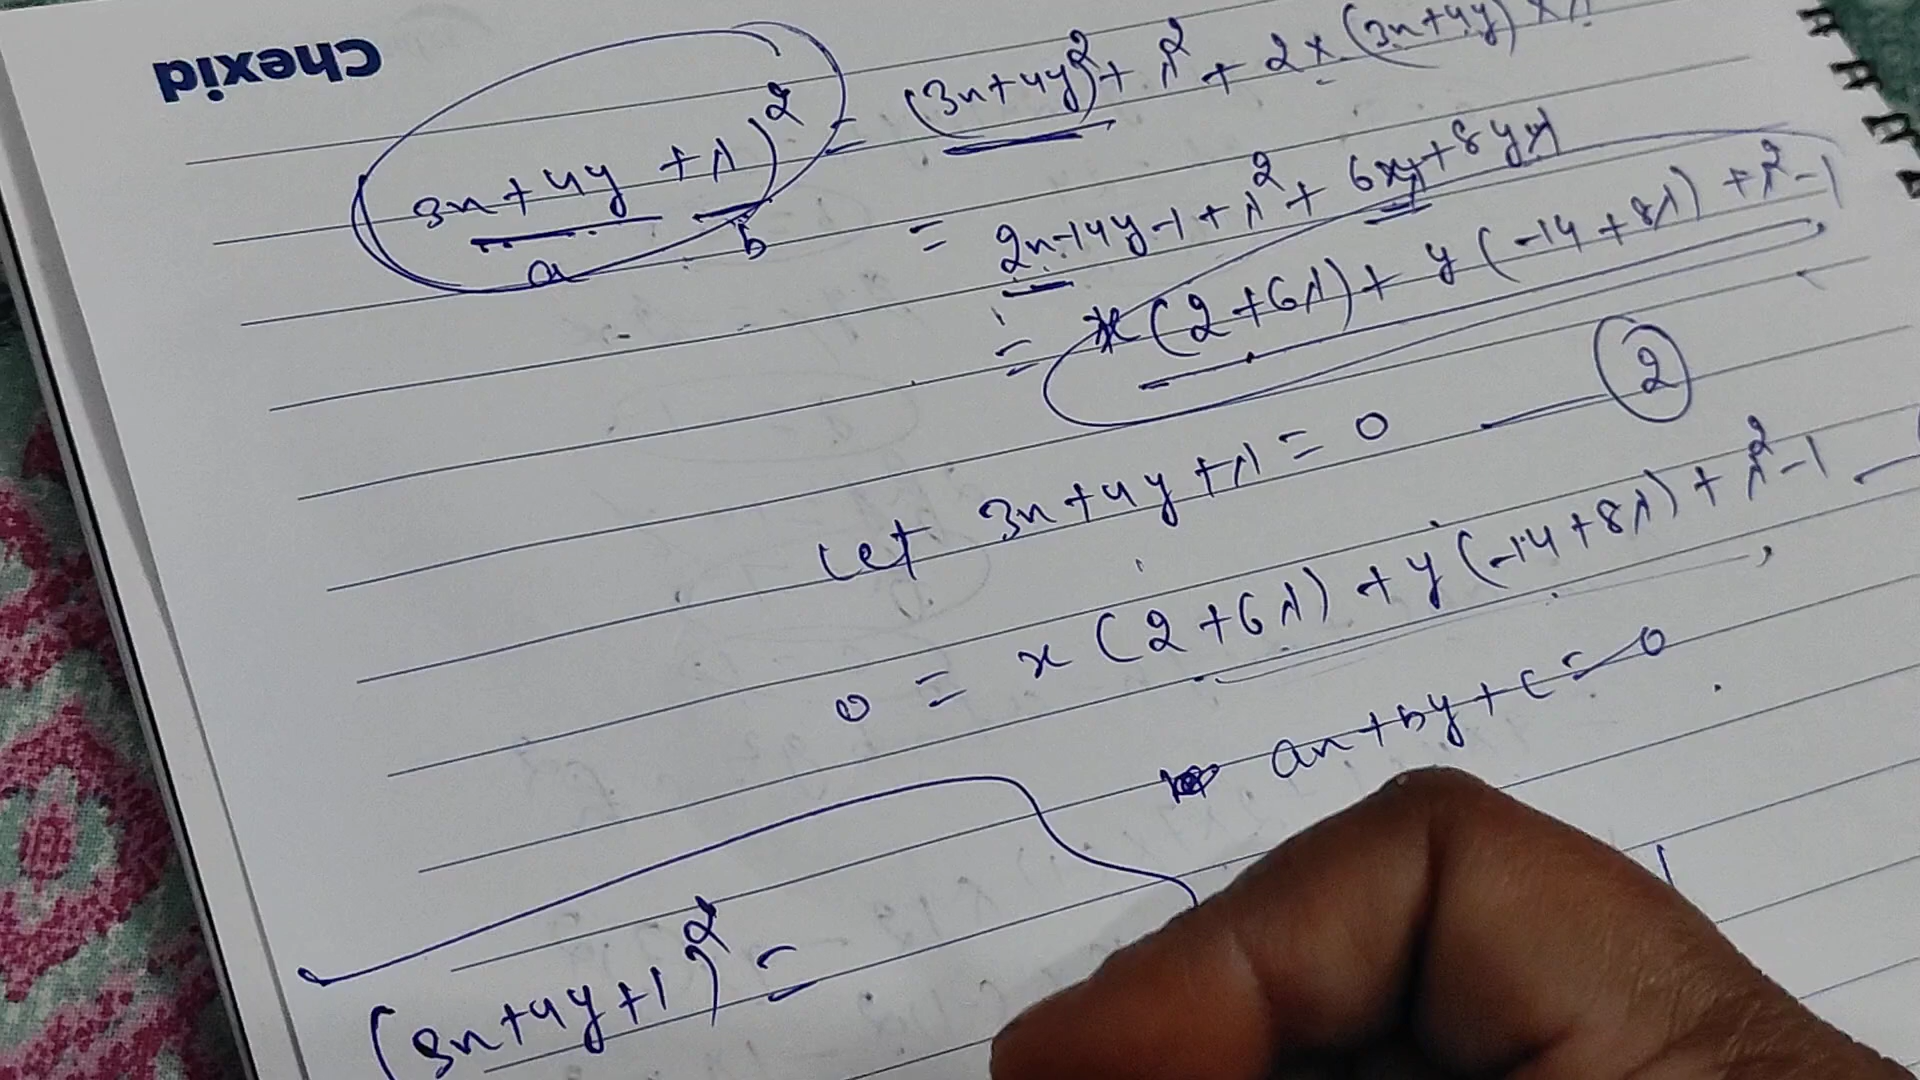 Chexid
(3x+4y+λ)² = (3x+4y)² + λ² + 2×(3x+4y)×λ
a b
= 2x-14y-1+λ²+6xλ+8yλ
= x(2+6λ)+y(-14+8λ)+λ²-1
Let 3x+4y+λ=0 — 2
0 = x(2+6λ)+y(-14+8λ)+λ²-1
ax+by+c=0
(3x+4y+1)² =